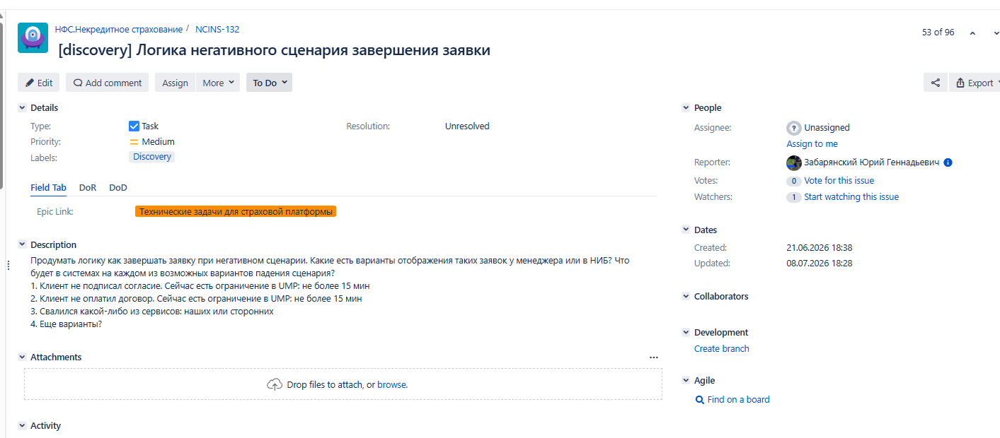 НФС.Некредитное страхование / NCINS-132
53 of 96
[discovery] Логика негативного сценария завершения заявки
Edit
Add comment
Assign
More
To Do
Export
Details
Type:
Task
Resolution:
Unresolved
Priority:
Medium
Labels:
Discovery
Field Tab
DoR
DoD
Epic Link:
Технические задачи для страховой платформы
Description
Продумать логику как завершать заявку при негативном сценарии. Какие есть варианты отображения таких заявок у менеджера или в НИБ? Что
будет в системах на каждом из возможных вариантов падения сценария?
1. Клиент не подписал согласие. Сейчас есть ограничение в UMP: не более 15 мин
2. Клиент не оплатил договор. Сейчас есть ограничение в UMP: не более 15 мин
3. Свалился какой-либо из сервисов: наших или сторонних
4. Еще варианты?
Attachments
Drop files to attach, or browse.
Activity
People
Assignee:
Unassigned
Assign to me
Reporter:
Забарянский Юрий Геннадьевич
Votes:
0 Vote for this issue
Watchers:
1 Start watching this issue
Dates
Created:
21.06.2026 18:38
Updated:
08.07.2026 18:28
Collaborators
Development
Create branch
Agile
Find on a board